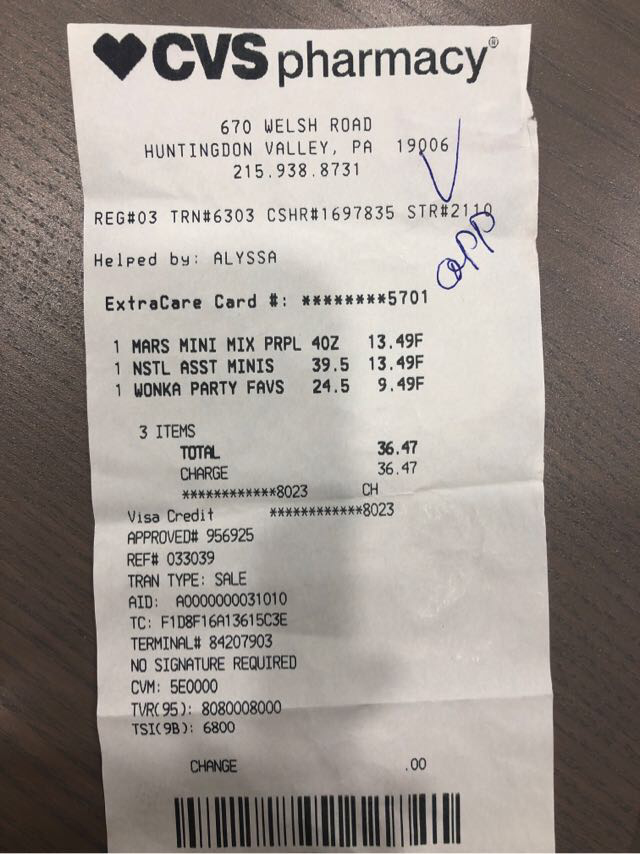 CVS pharmacy®
670 WELSH ROAD
HUNTINGDON VALLEY, PA 19006
215.938.8731
REG#03 TRN#6303 CSHR#1697835 STR#2110
Helped by: ALYSSA
ExtraCare Card #: ********5701
1 MARS MINI MIX PRPL 40Z 13.49F
1 NSTL ASST MINIS 39.5 13.49F
1 WONKA PARTY FAVS 24.5 9.49F
3 ITEMS
TOTAL 36.47
CHARGE 36.47
************8023 CH
Visa Credit ************8023
APPROVED# 956925
REF# 033039
TRAN TYPE: SALE
AID: A0000000031010
TC: F1D8F16A13615C3E
TERMINAL# 84207903
NO SIGNATURE REQUIRED
CVM: 5E0000
TVR(95): 8080008000
TSI(9B): 6800
CHANGE .00